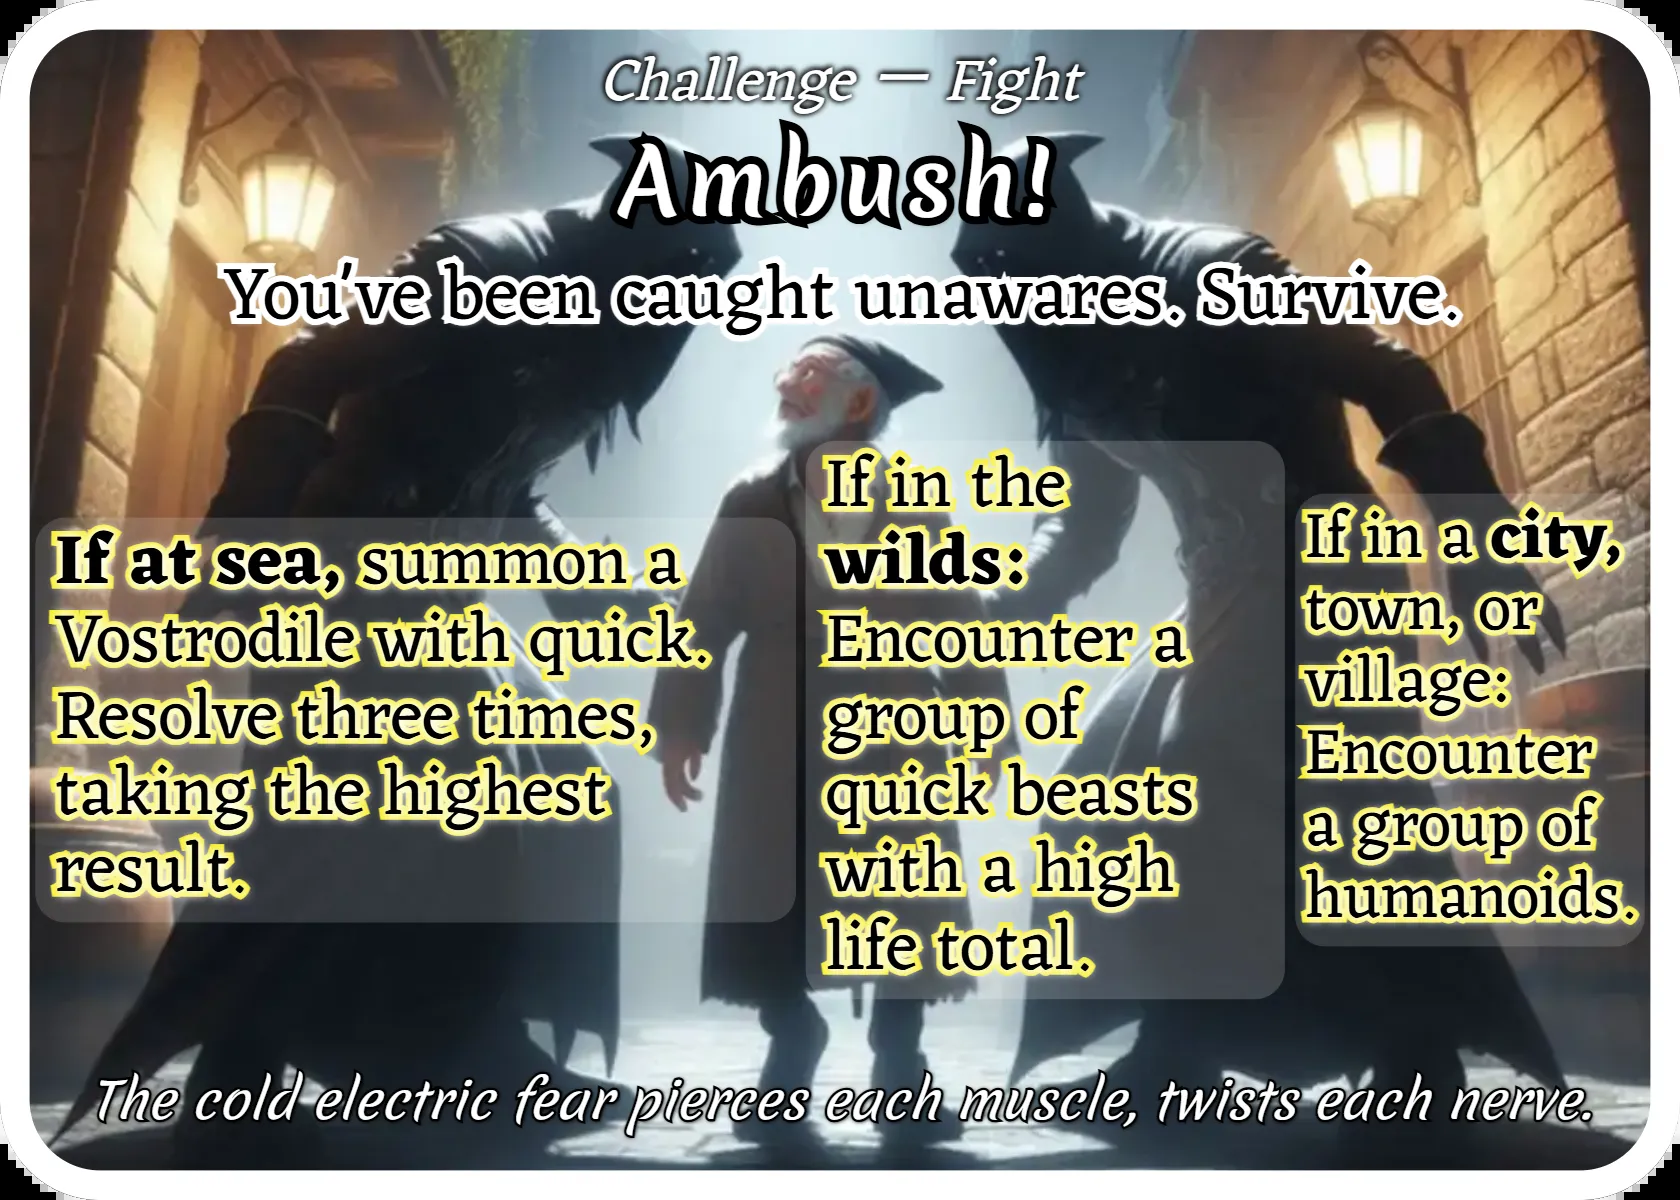 Challenge — Fight
Ambush!
You've been caught unawares. Survive.
If at sea, summon a
Vostrodile with quick.
Resolve three times,
taking the highest
result.
If in the
wilds:
Encounter a
group of
quick beasts
with a high
life total.
If in a city,
town, or
village:
Encounter
a group of
humanoids.
The cold electric fear pierces each muscle, twists each nerve.